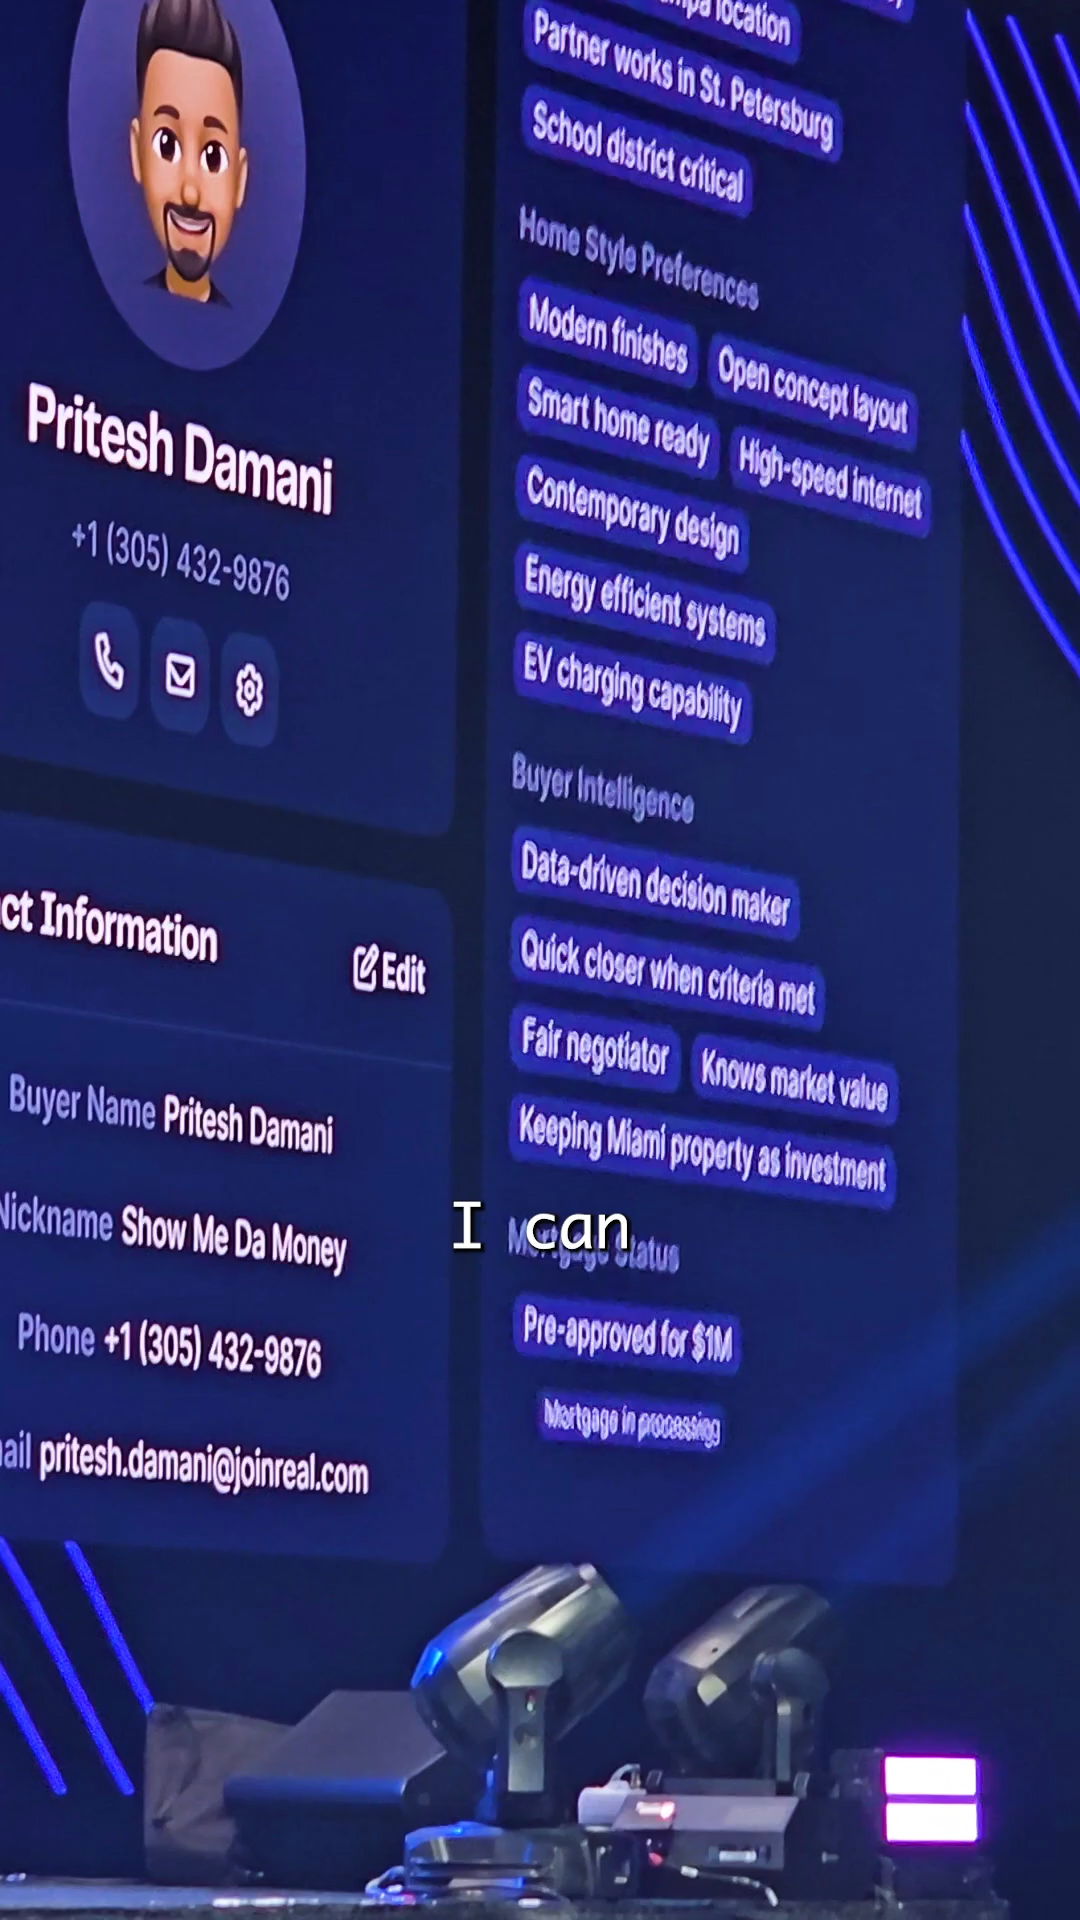 Pritesh Damani
+1 (305) 432-9876
ct Information
Edit
Buyer Name Pritesh Damani
Nickname Show Me Da Money
Phone +1 (305) 432-9876
ail pritesh.damani@joinreal.com
location
Partner works in St. Petersburg
School district critical
Home Style Preferences
Modern finishes Open concept layout
Smart home ready High-speed internet
Contemporary design
Energy efficient systems
EV charging capability
Buyer Intelligence
Data-driven decision maker
Quick closer when criteria met
Fair negotiator Knows market value
Keeping Miami property as investment
Mortgage Status
Pre-approved for $1M
Mortgage in processing
I can